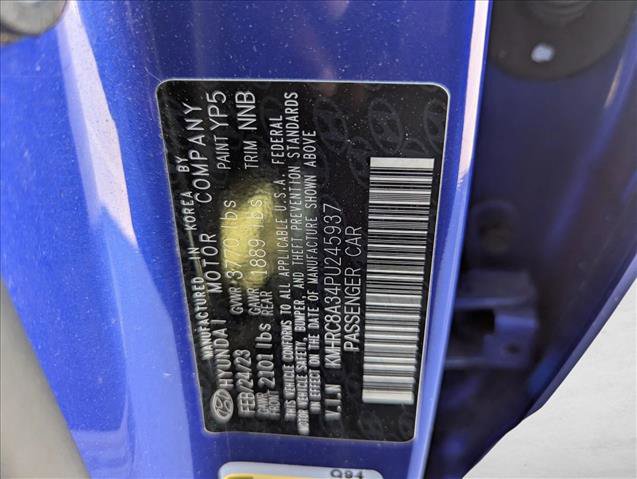 MANUFACTURED IN KOREA BY
HYUNDAI MOTOR COMPANY
FEB/24/23 GVWR 3770 lbs PAINT YP5
GAWR FRONT 2101 lbs GAWR REAR 1889 lbs TRIM NNB
THIS VEHICLE CONFORMS TO ALL APPLICABLE U.S.A. FEDERAL
MOTOR VEHICLE SAFETY, BUMPER, AND THEFT PREVENTION STANDARDS
IN EFFECT ON THE DATE OF MANUFACTURE SHOWN ABOVE
V.I.N KMHRC8A34PU245937
PASSENGER CAR
Q94